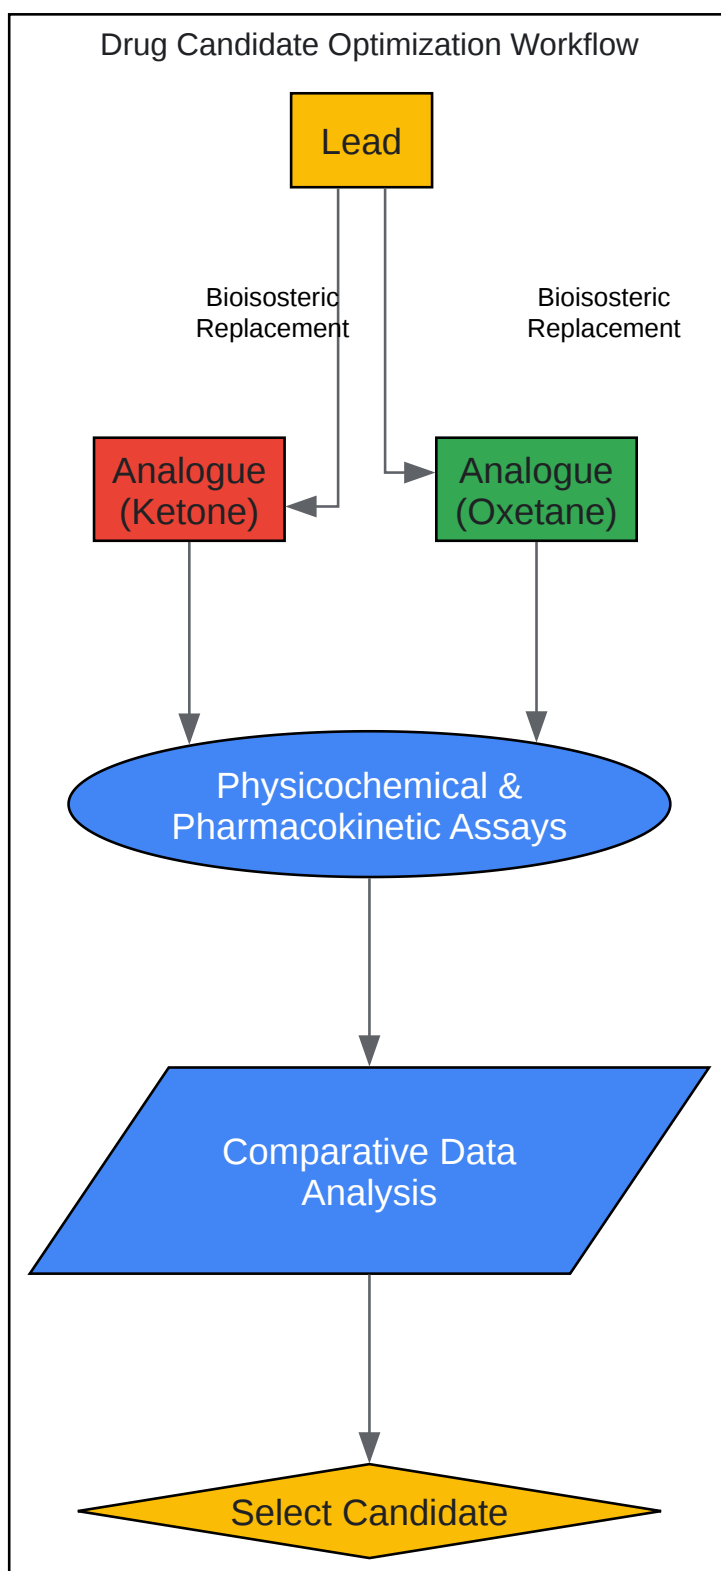 Drug Candidate Optimization Workflow
Lead
Bioisosteric
Replacement
Bioisosteric
Replacement
Analogue
(Ketone)
Analogue
(Oxetane)
Physicochemical &
Pharmacokinetic Assays
Comparative Data
Analysis
Select Candidate